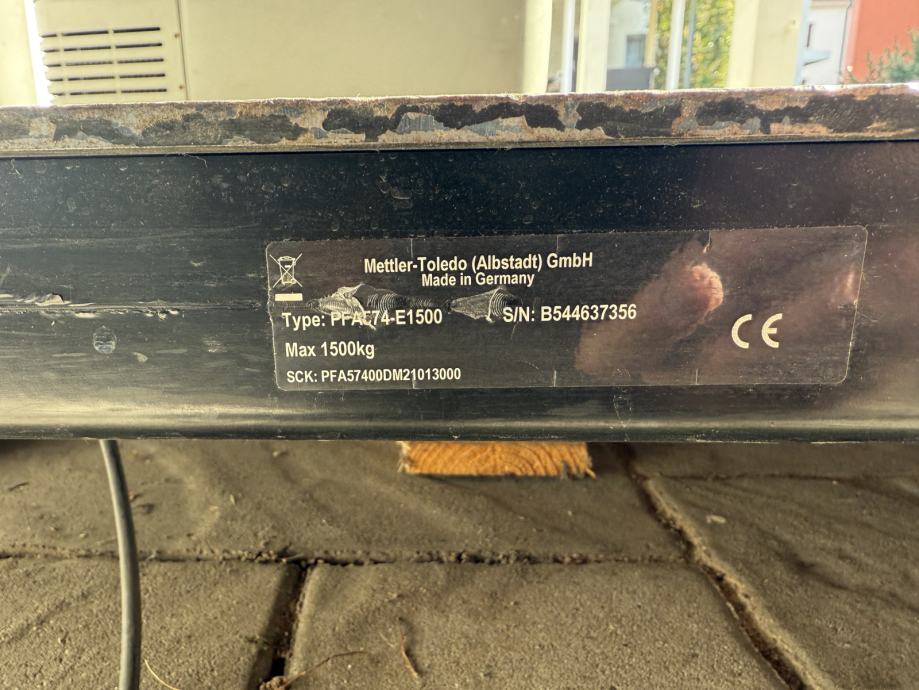 Mettler-Toledo (Albstadt) GmbH
Made in Germany
Type: PFA574-E1500 S/N: B544637356
Max 1500kg
CE
SCK: PFA57400DM21013000